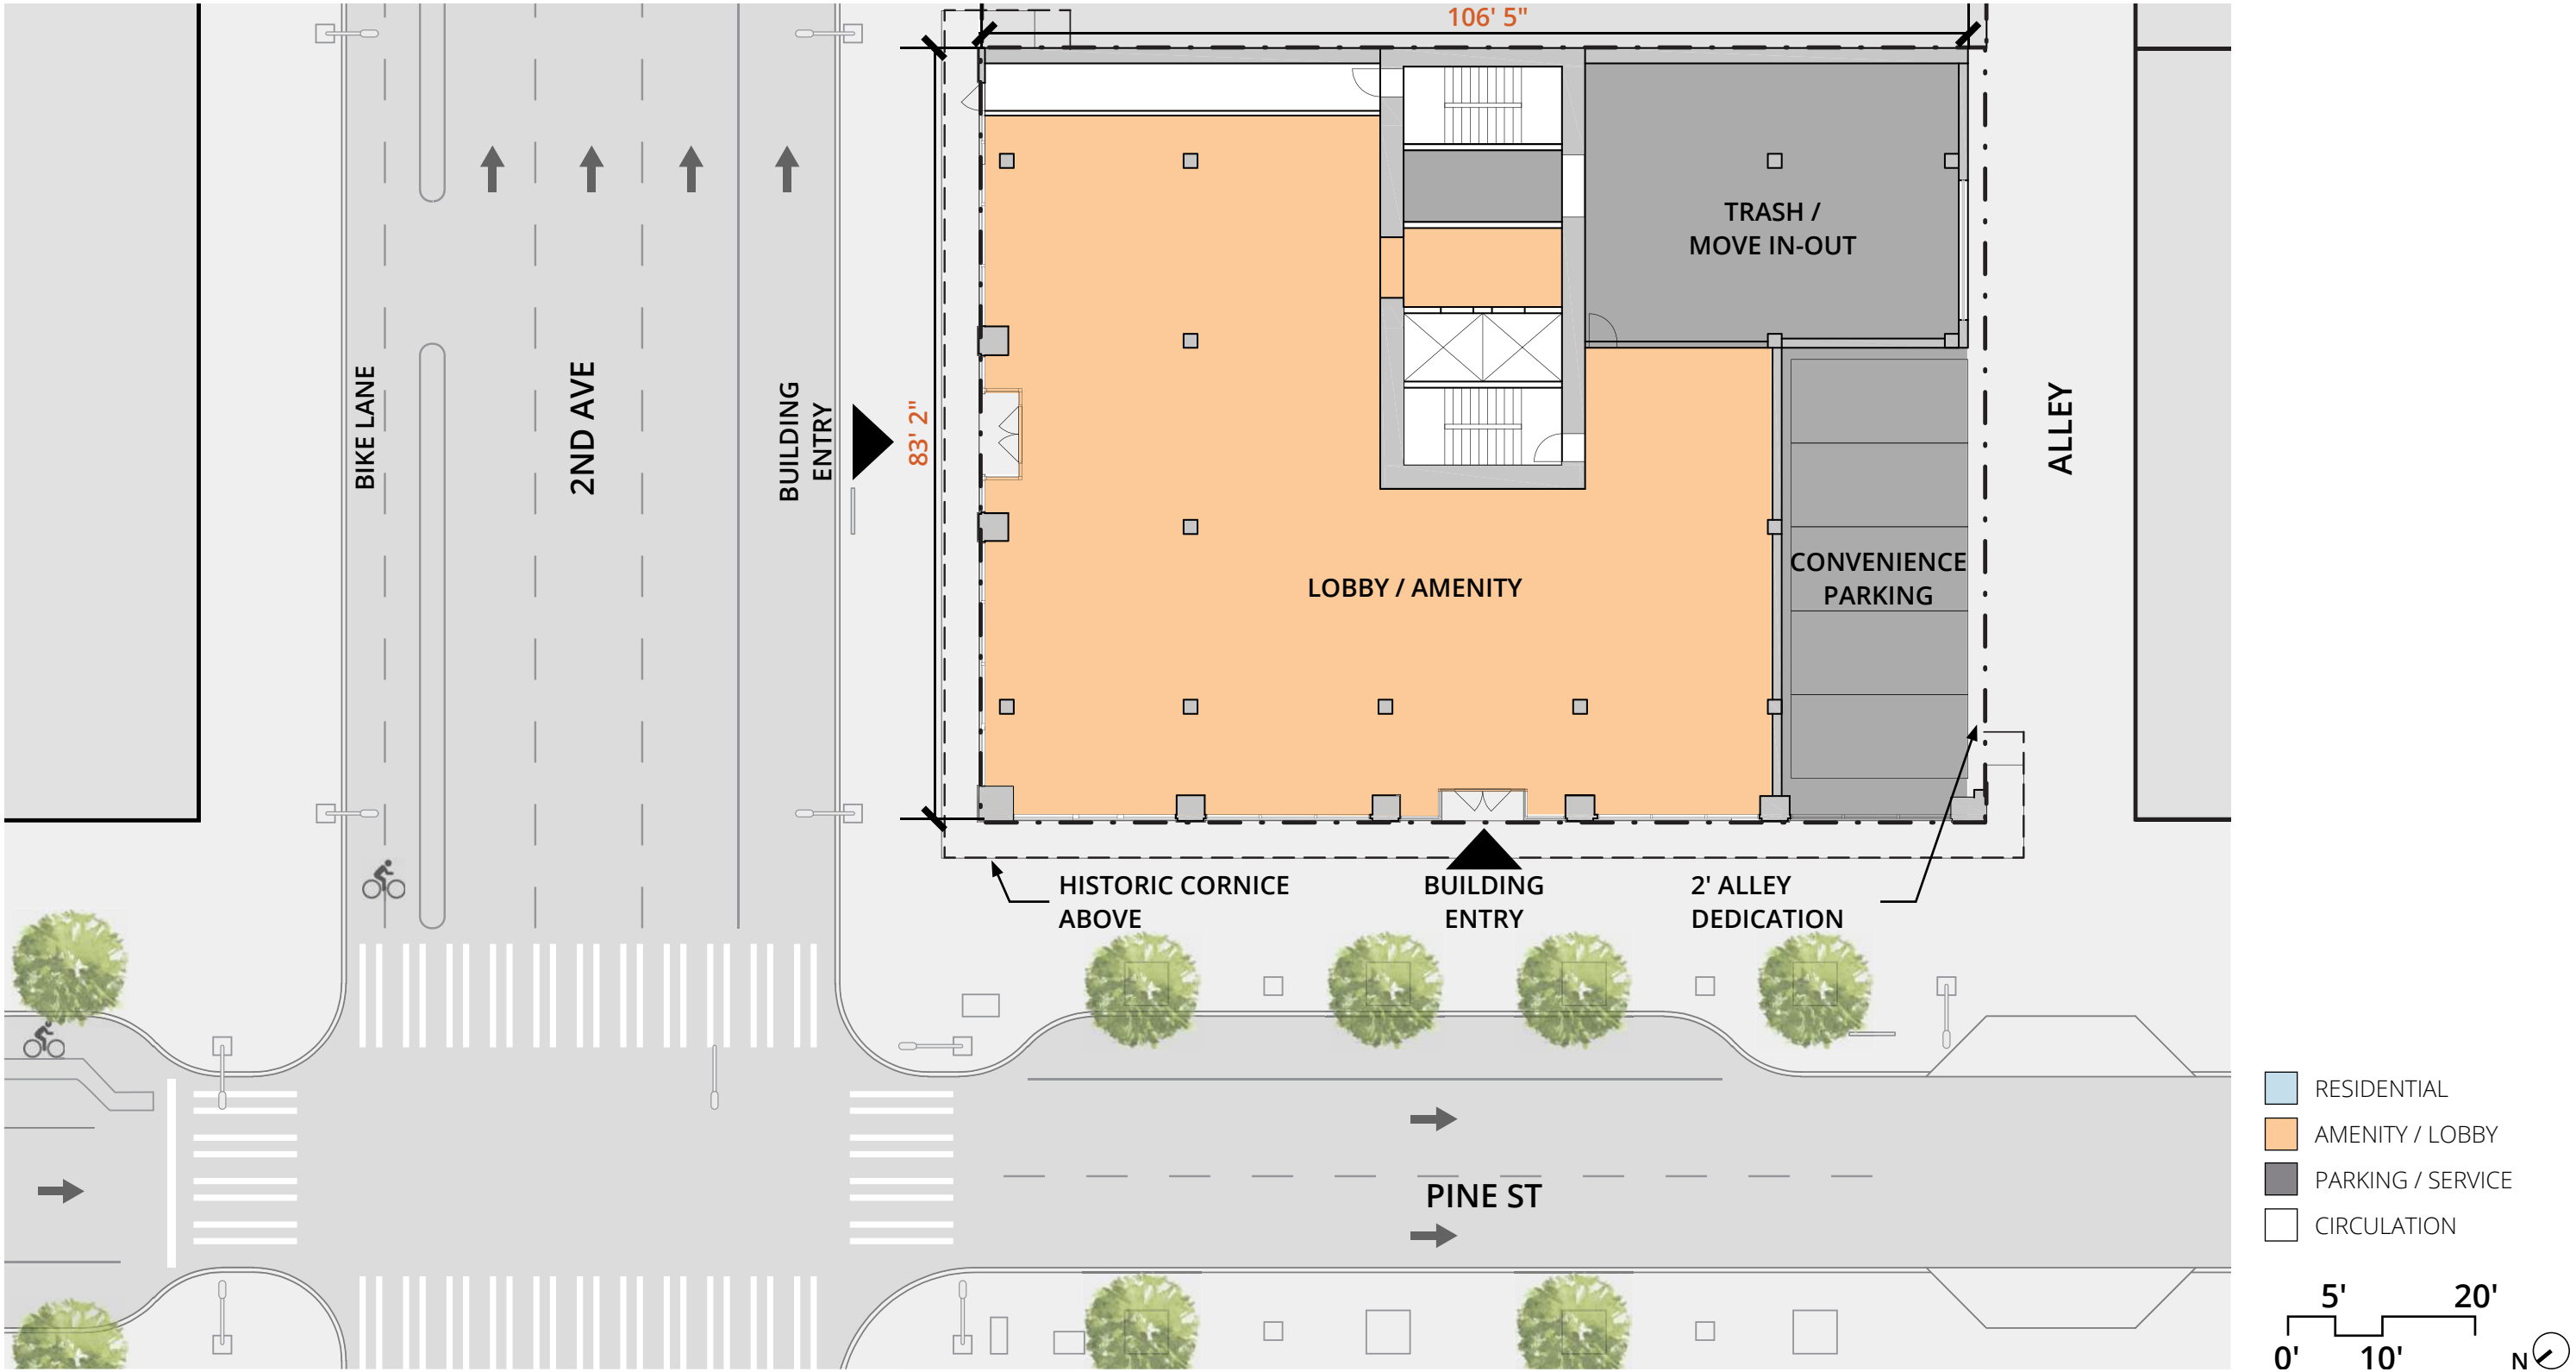 106' 5"
TRASH /
MOVE IN-OUT
BIKE LANE
2ND AVE
BUILDING
ENTRY
83' 2"
ALLEY
CONVENIENCE
PARKING
LOBBY / AMENITY
HISTORIC CORNICE
ABOVE
BUILDING
ENTRY
2' ALLEY
DEDICATION
PINE ST
RESIDENTIAL
AMENITY / LOBBY
PARKING / SERVICE
CIRCULATION
5' 20'
0' 10'
N